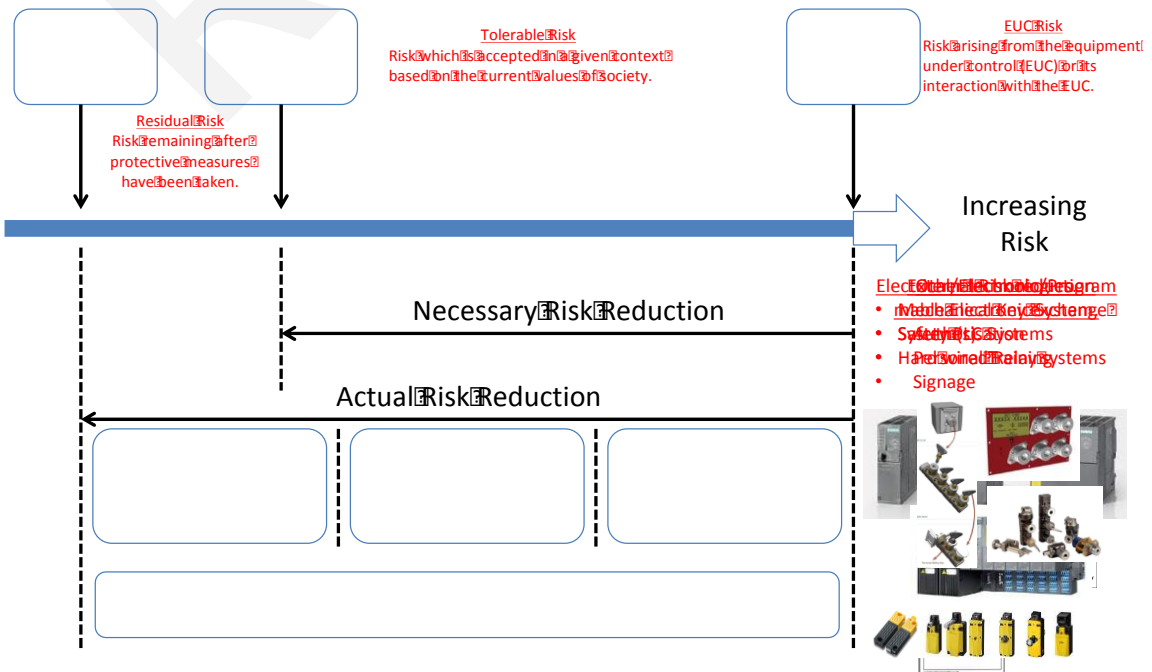 Tolerable Risk
Risk which is accepted in a given context
based on the current values of society.
EUC Risk
Risk arising from the equipment
under control (EUC) or its
interaction with the EUC.
Residual Risk
Risk remaining after
protective measures
have been taken.
Increasing
Risk
Necessary Risk Reduction
Actual Risk Reduction
• Signage